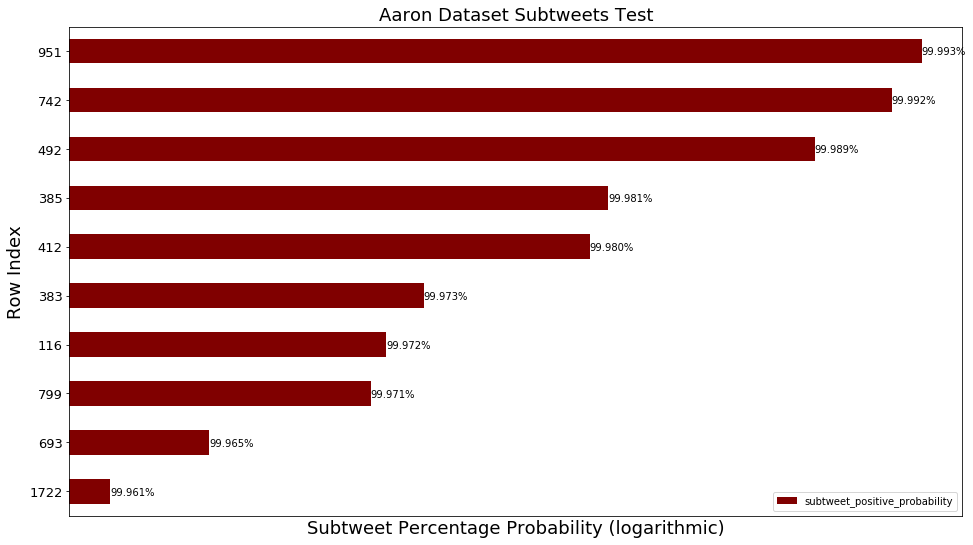 Aaron Dataset Subtweets Test
951 99.993%
742 99.992%
492 99.989%
385 99.981%
412 99.980%
383 99.973%
116 99.972%
799 99.971%
693 99.965%
1722 99.961%
Row Index
subtweet_positive_probability
Subtweet Percentage Probability (logarithmic)